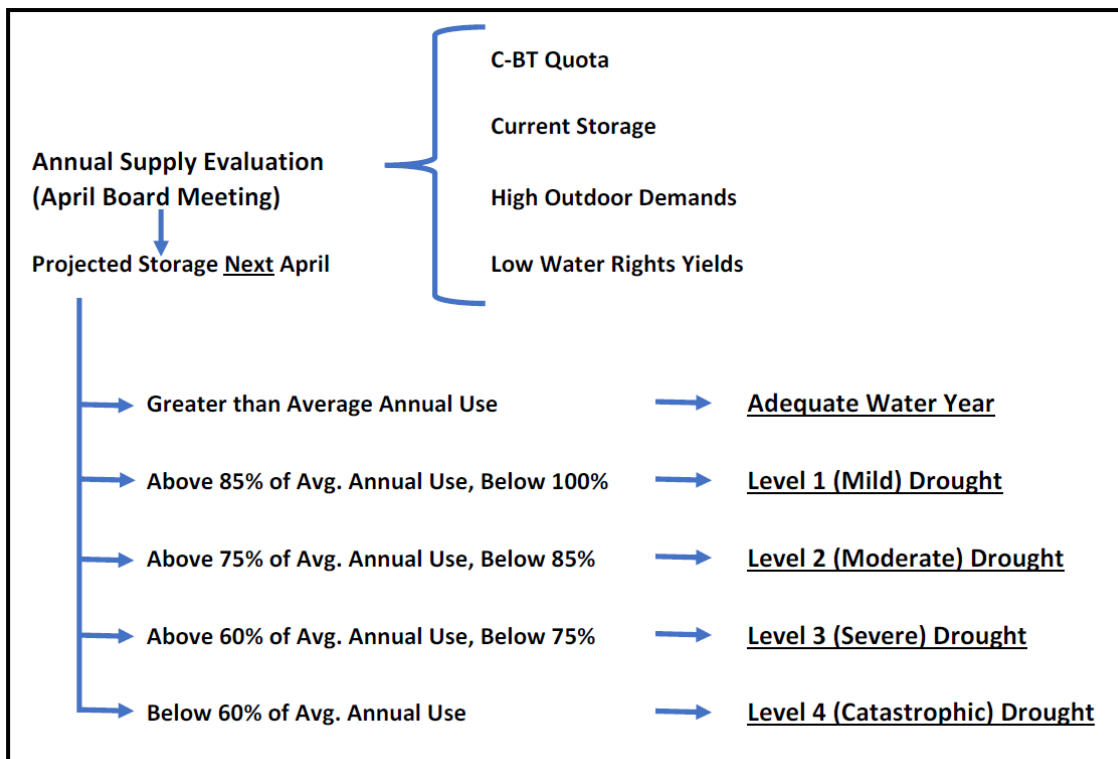 C-BT Quota
Current Storage
Annual Supply Evaluation
(April Board Meeting)
High Outdoor Demands
Projected Storage Next April
Low Water Rights Yields
Greater than Average Annual Use
Adequate Water Year
Above 85% of Avg. Annual Use, Below 100%
Level 1 (Mild) Drought
Above 75% of Avg. Annual Use, Below 85%
Level 2 (Moderate) Drought
Above 60% of Avg. Annual Use, Below 75%
Level 3 (Severe) Drought
Below 60% of Avg. Annual Use
Level 4 (Catastrophic) Drought